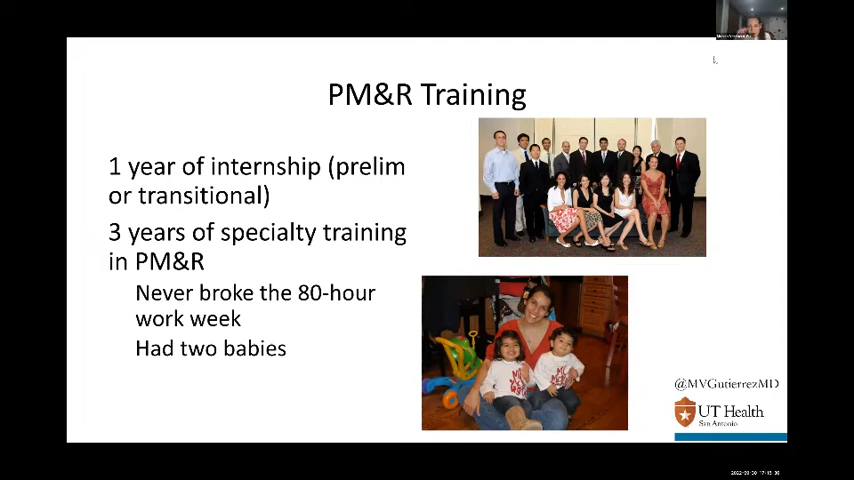 PM&R Training
1 year of internship (prelim
or transitional)
3 years of specialty training
in PM&R
Never broke the 80-hour
work week
Had two babies
@MVGutierrezMD
UT Health
San Antonio